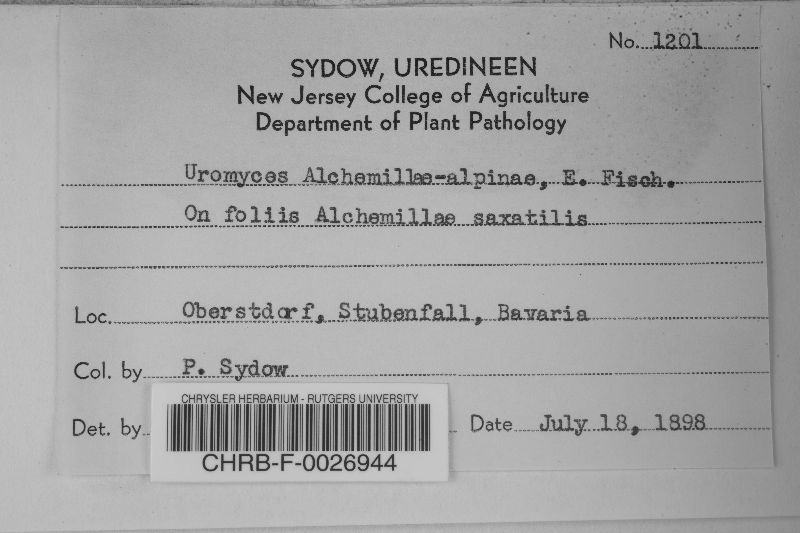 No. 1201
SYDOW, UREDINEEN
New Jersey College of Agriculture
Department of Plant Pathology
Uromyces Alchemillae-alpinae, E. Fisch.
On foliis Alchemillae saxatilis
Loc. Oberstdorf, Stubenfall, Bavaria
Col. by P. Sydow
CHRYSLER HERBARIUM - RUTGERS UNIVERSITY
Det. by
Date July 18, 1898
CHRB-F-0026944